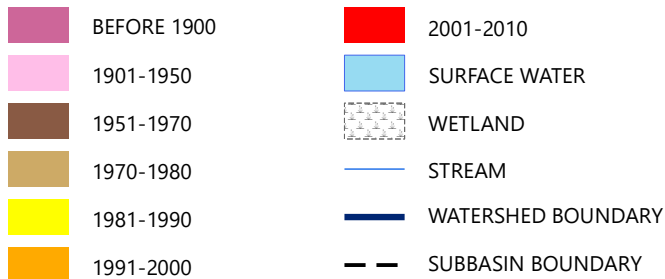 BEFORE 1900
1901-1950
1951-1970
1970-1980
1981-1990
1991-2000
2001-2010
SURFACE WATER
WETLAND
STREAM
WATERSHED BOUNDARY
SUBBASIN BOUNDARY